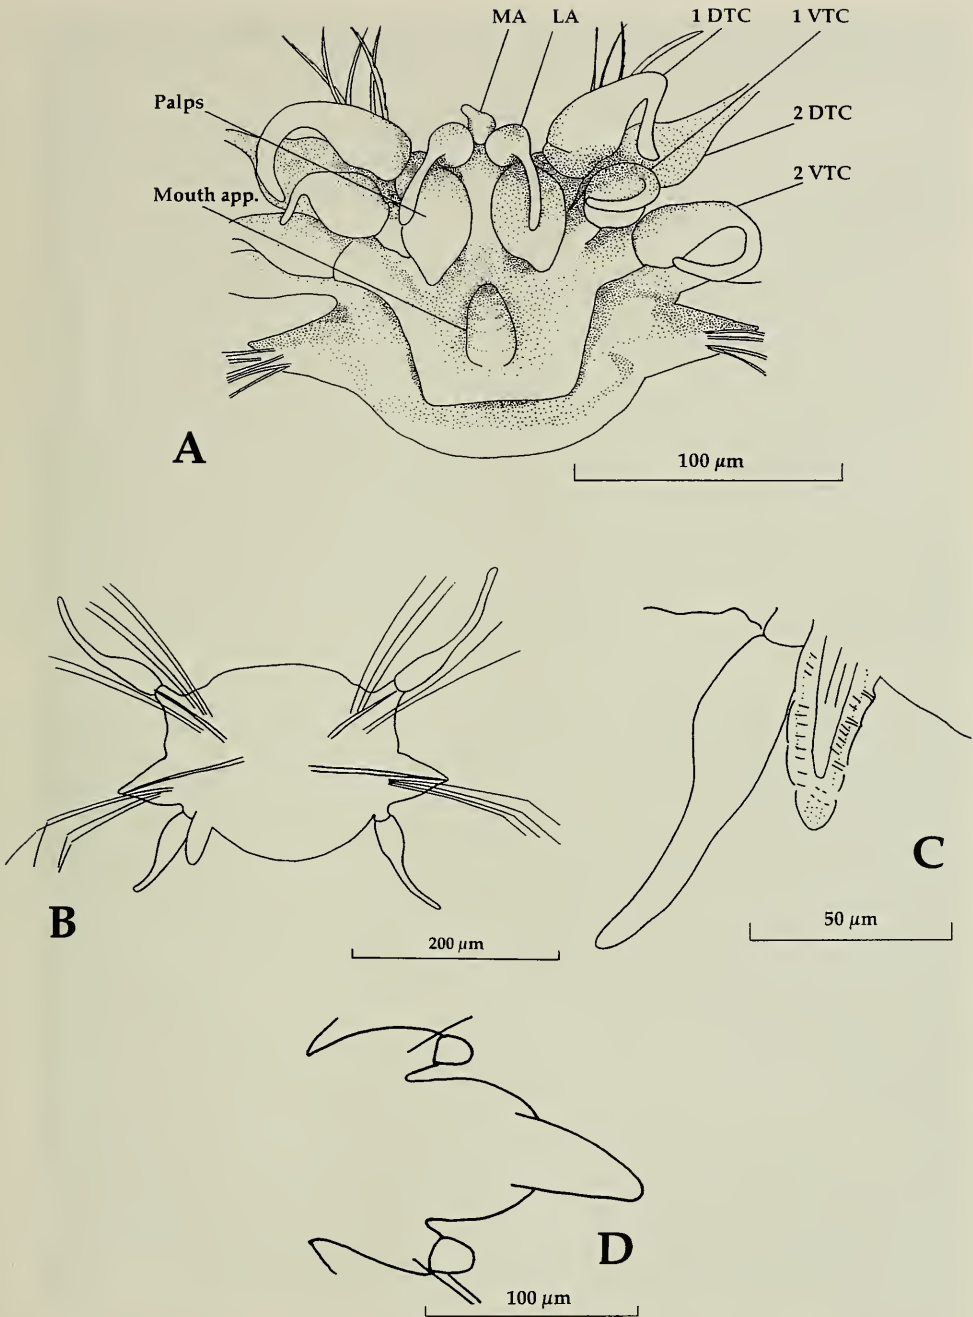 MA LA 1 DTC 1 VTC
Palps
2 DTC
2 VTC
Mouth app.
A
100 μm
B
200 μm
C
50 μm
D
100 μm